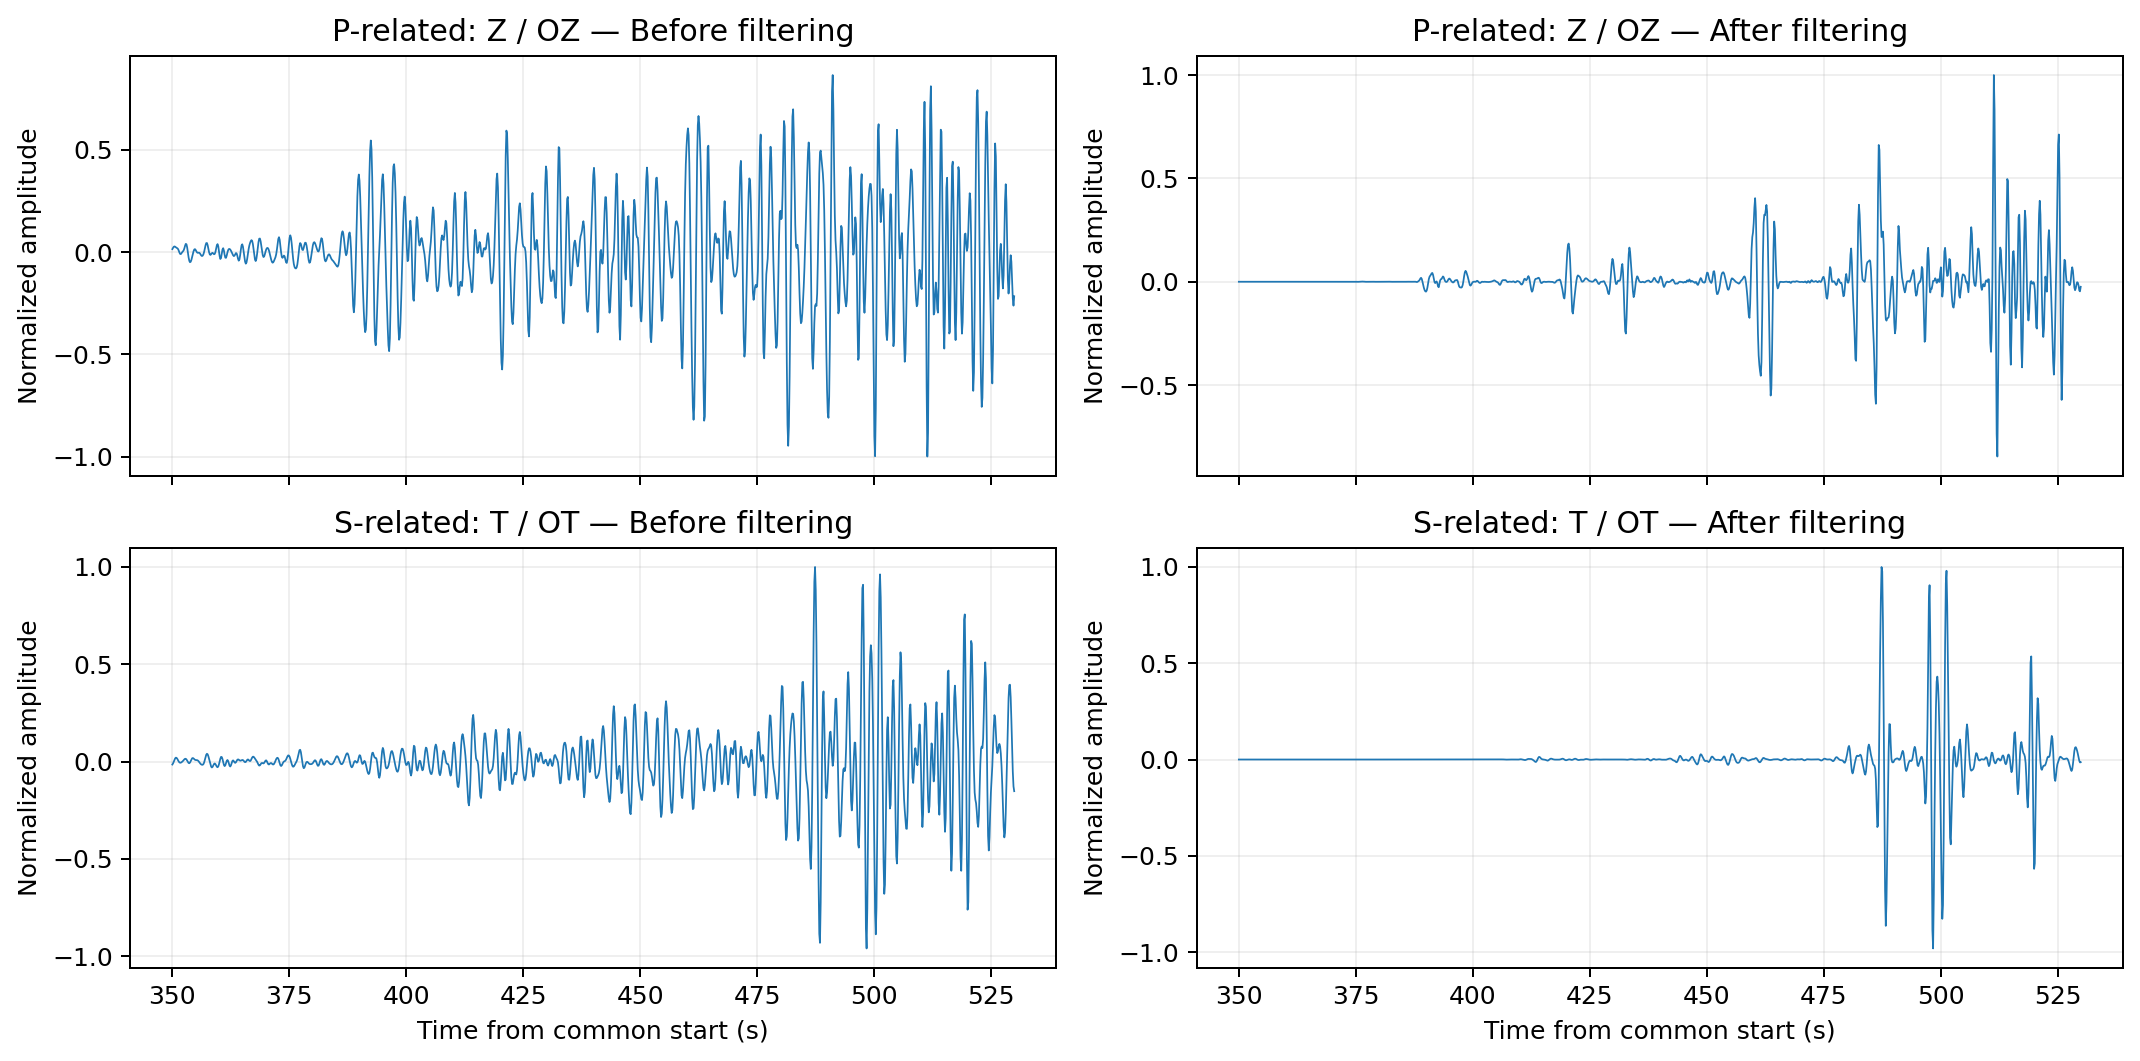 P-related: Z / OZ — Before filtering
Normalized amplitude
0.5
0.0
−0.5
−1.0
P-related: Z / OZ — After filtering
Normalized amplitude
1.0
0.5
0.0
−0.5
S-related: T / OT — Before filtering
Normalized amplitude
1.0
0.5
0.0
−0.5
−1.0
350 375 400 425 450 475 500 525
Time from common start (s)
S-related: T / OT — After filtering
Normalized amplitude
1.0
0.5
0.0
−0.5
−1.0
350 375 400 425 450 475 500 525
Time from common start (s)